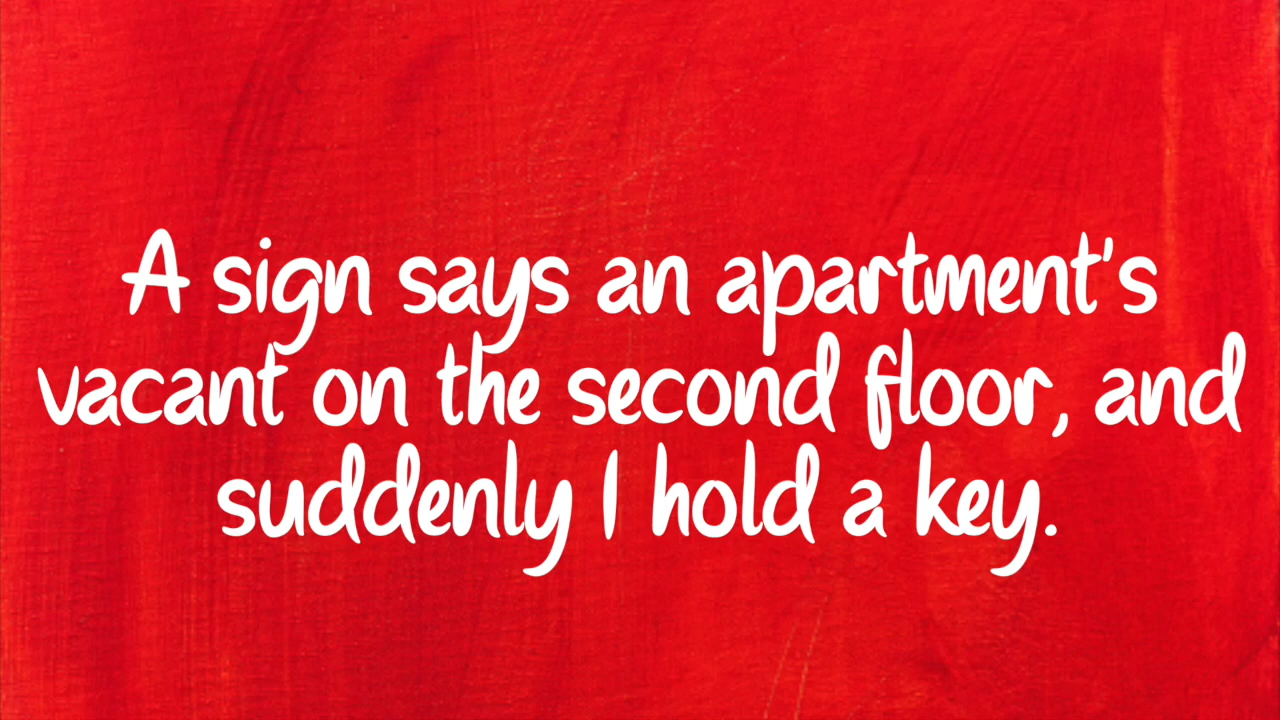 A sign says an apartment's
vacant on the second floor, and
suddenly I hold a key.